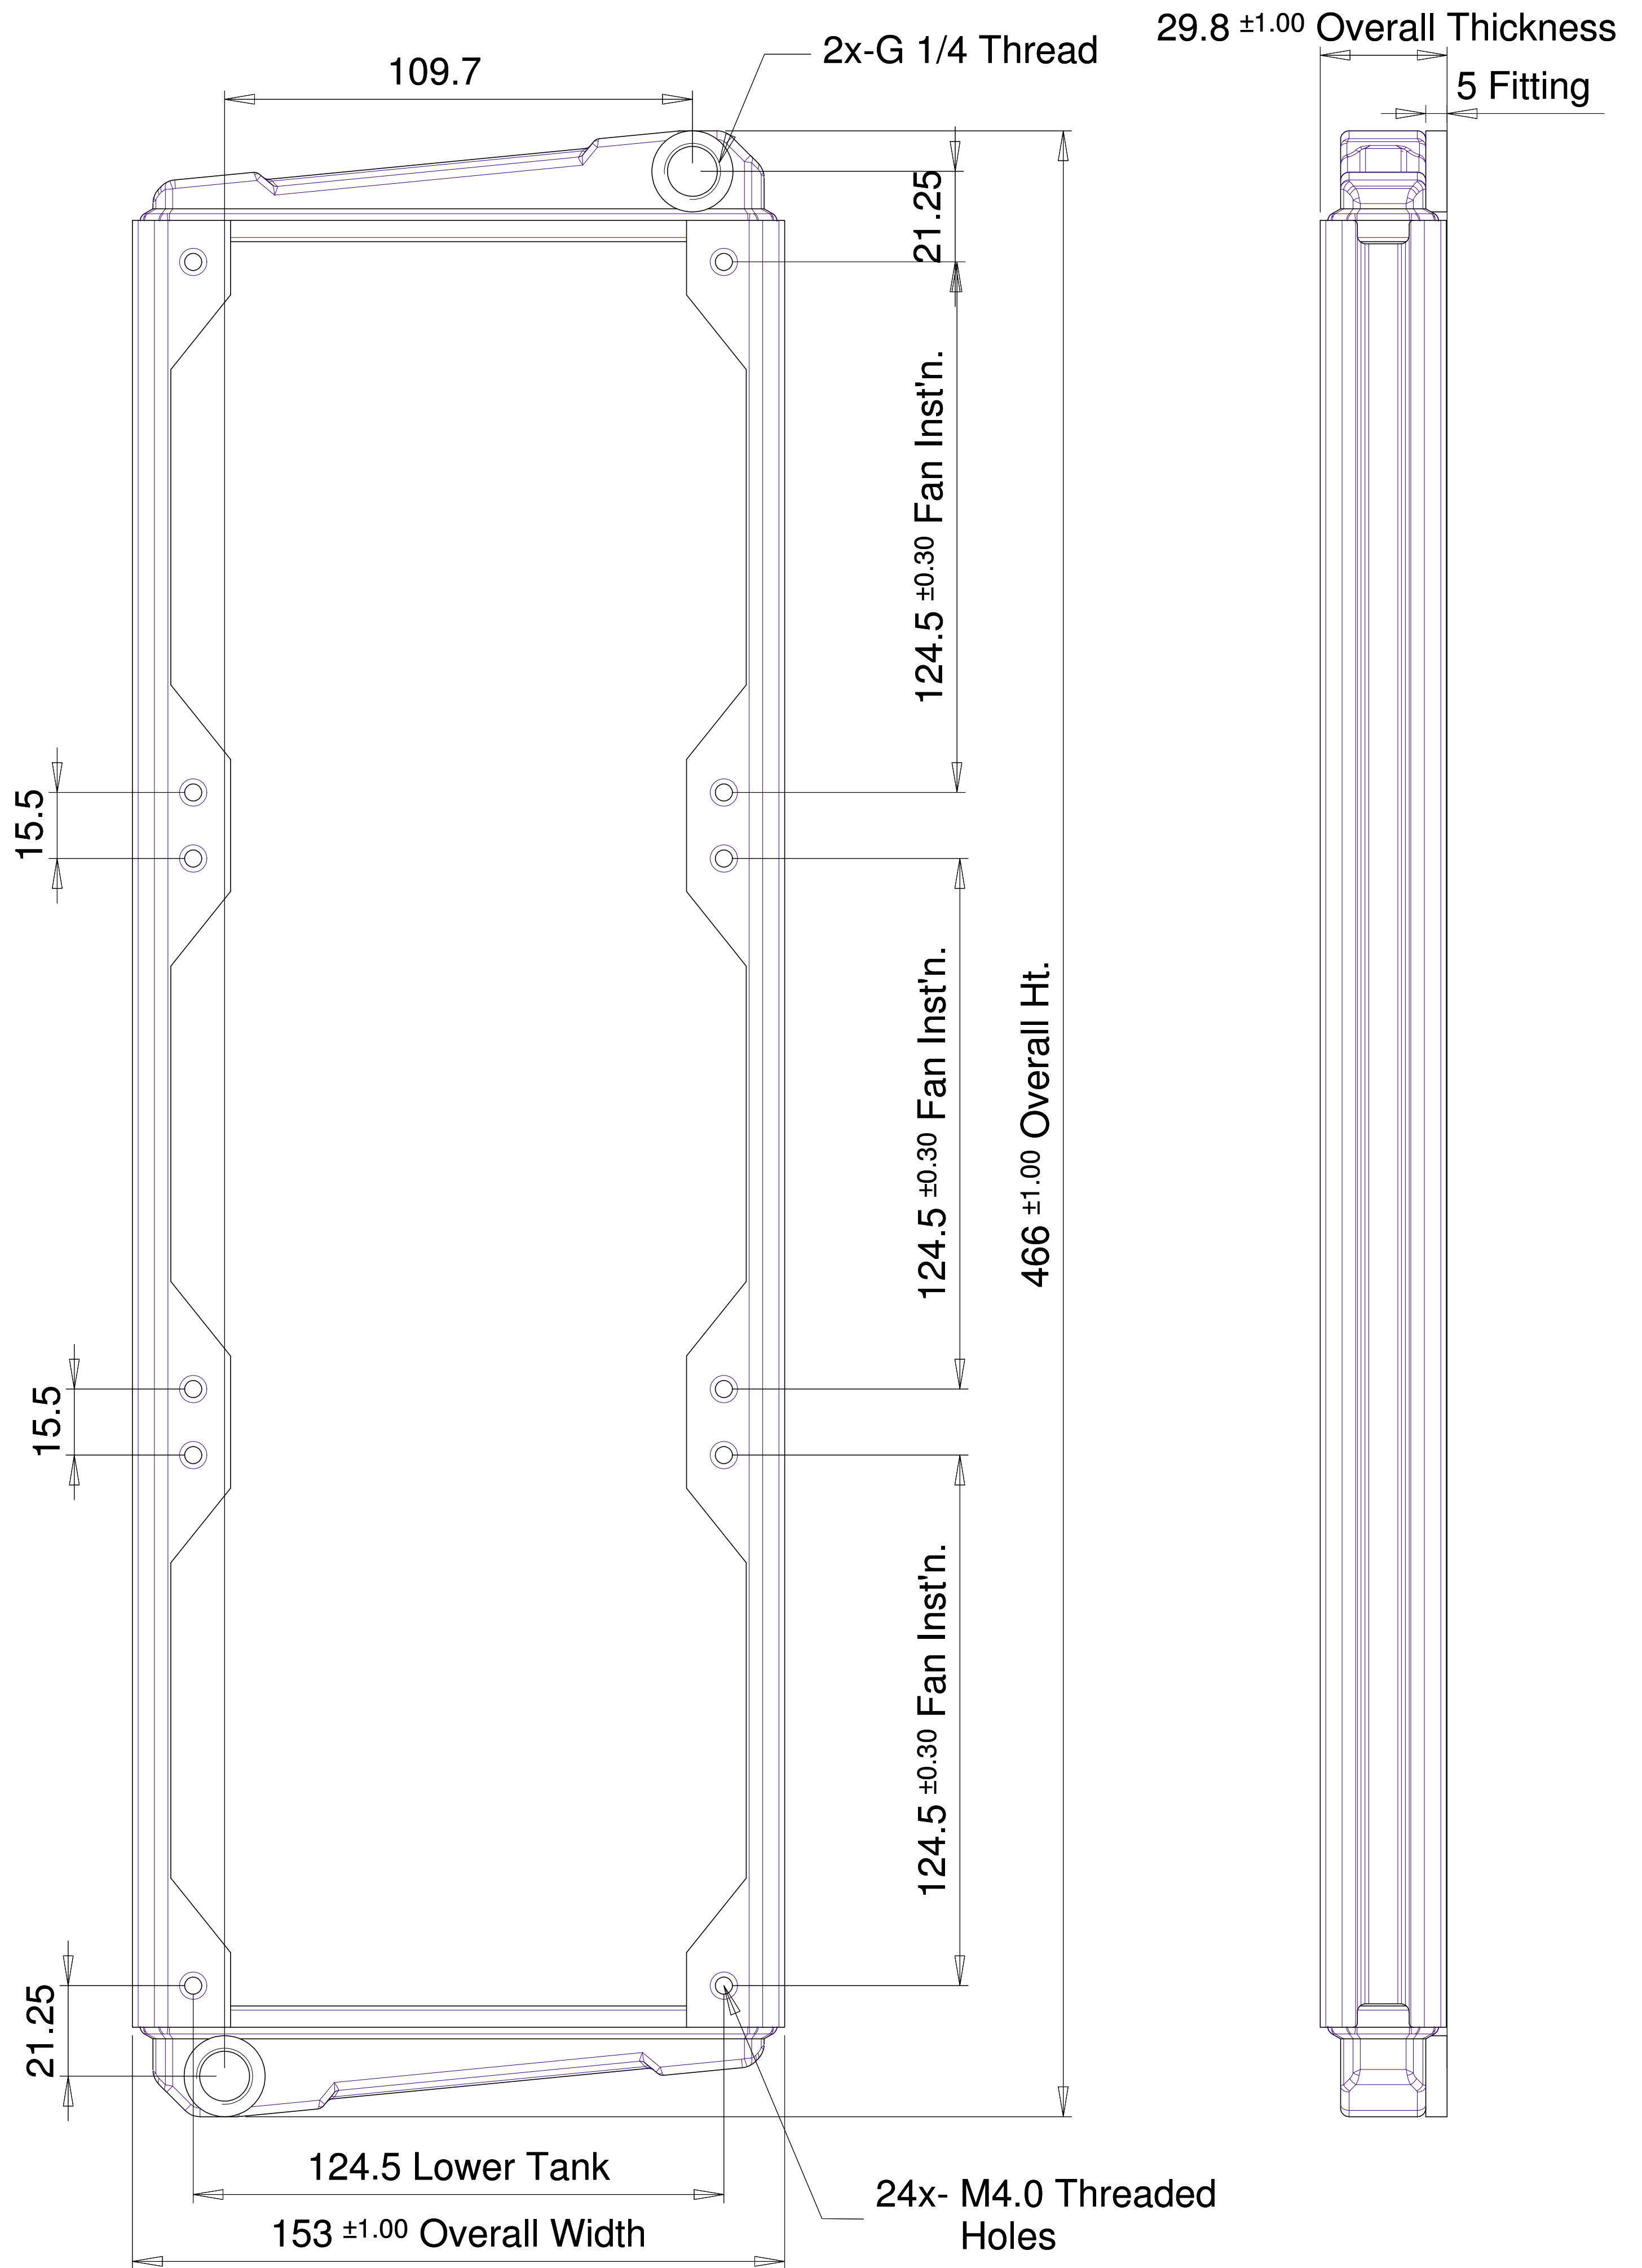 29.8 ±1.00 Overall Thickness
2x-G 1/4 Thread
109.7
5 Fitting
21.25
124.5 ±0.30 Fan Inst'n.
15.5
124.5 ±0.30 Fan Inst'n.
466 ±1.00 Overall Ht.
15.5
124.5 ±0.30 Fan Inst'n.
21.25
124.5 Lower Tank
24x- M4.0 Threaded
Holes
153 ±1.00 Overall Width